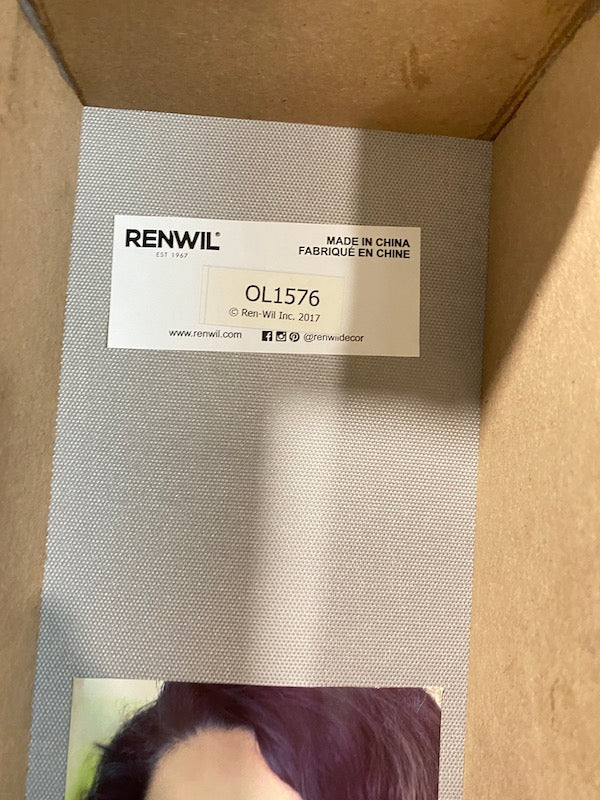 RENWIL®
EST 1967
MADE IN CHINA
FABRIQUÉ EN CHINE
OL1576
© Ren-Wil Inc. 2017
www.renwil.com
@renwildecor